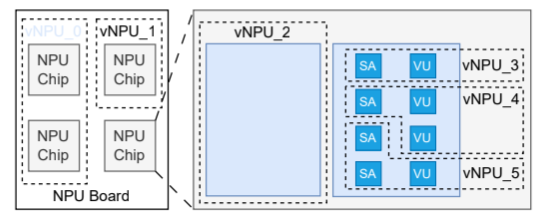 vNPU_0
vNPU_1
NPU
Chip
NPU
Chip
NPU
Chip
NPU
Chip
NPU Board
vNPU_2
SA VU vNPU_3
SA VU vNPU_4
SA VU
SA VU vNPU_5